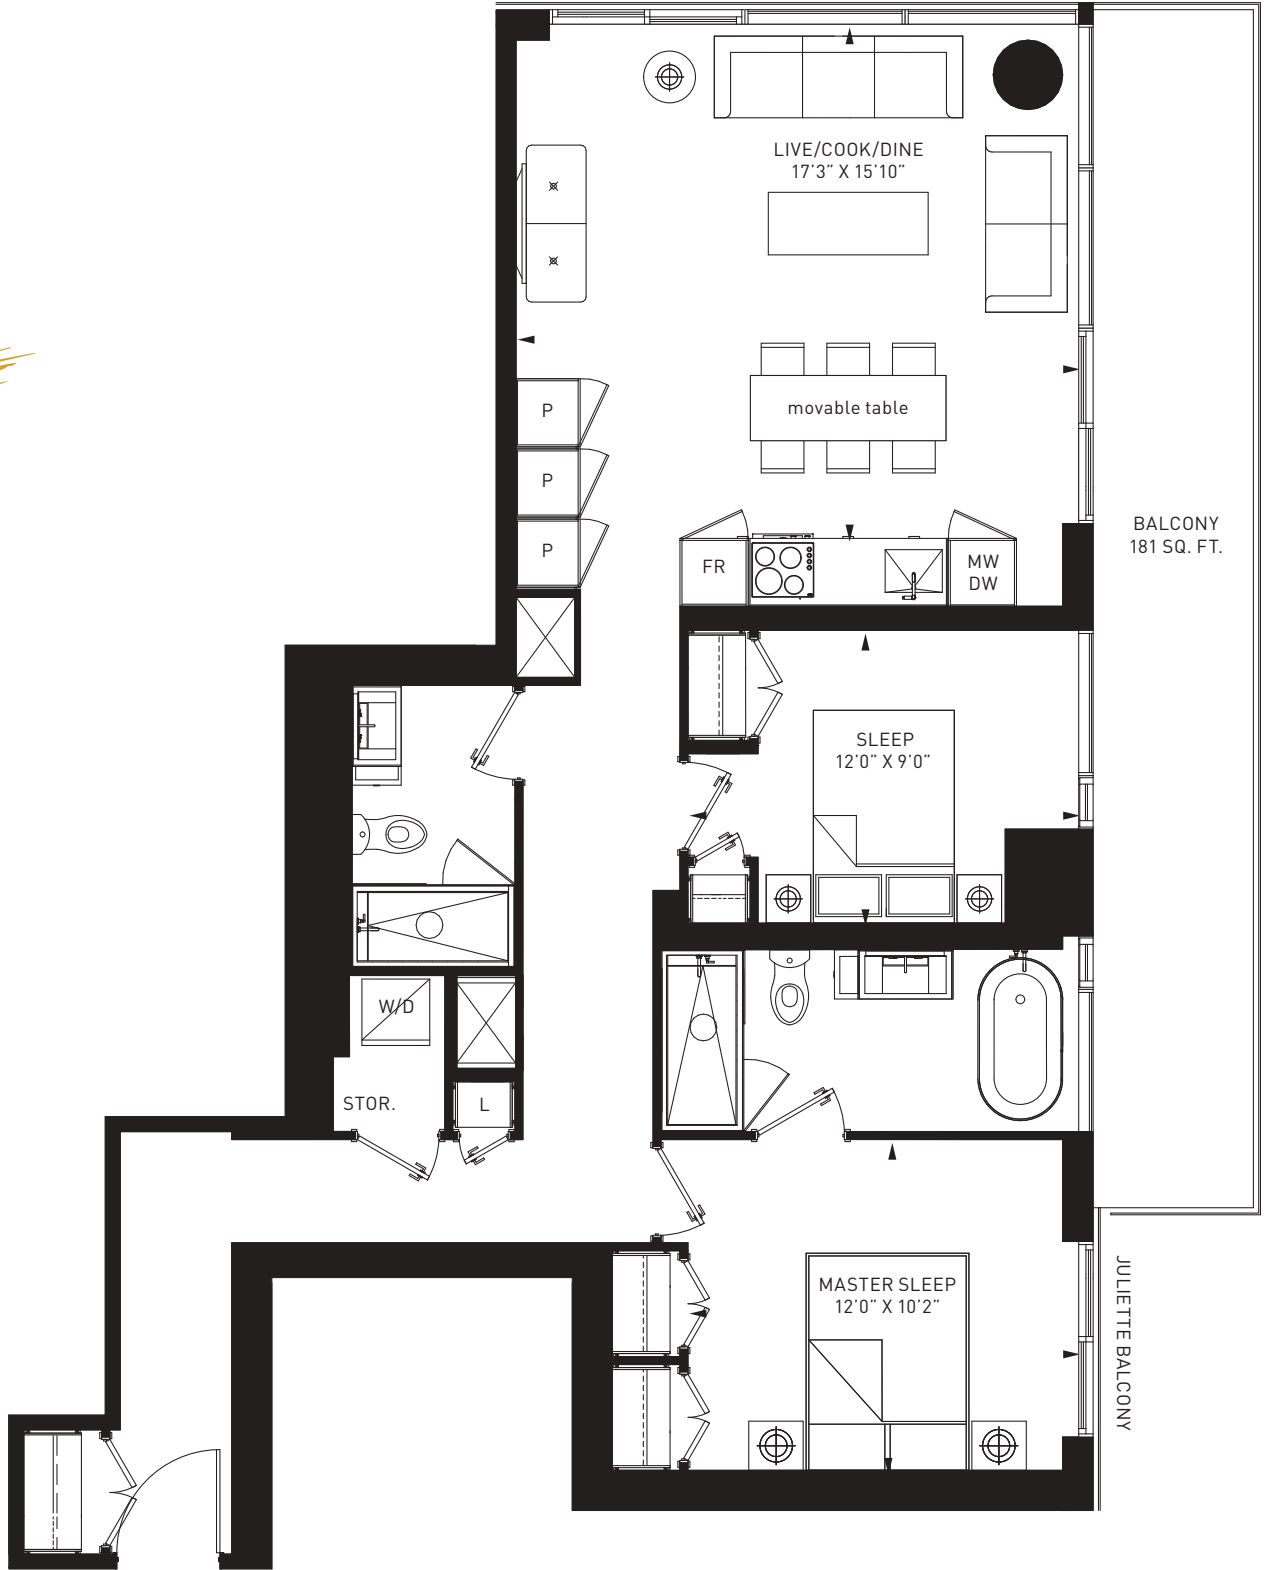 LIVE/COOK/DINE
17'3” X 15'10”
movable table
P
P
P
FR
MW
DW
BALCONY
181 SQ. FT.
SLEEP
12'0” X 9'0”
W/D
STOR.
L
MASTER SLEEP
12'0” X 10'2”
JULIETTE BALCONY